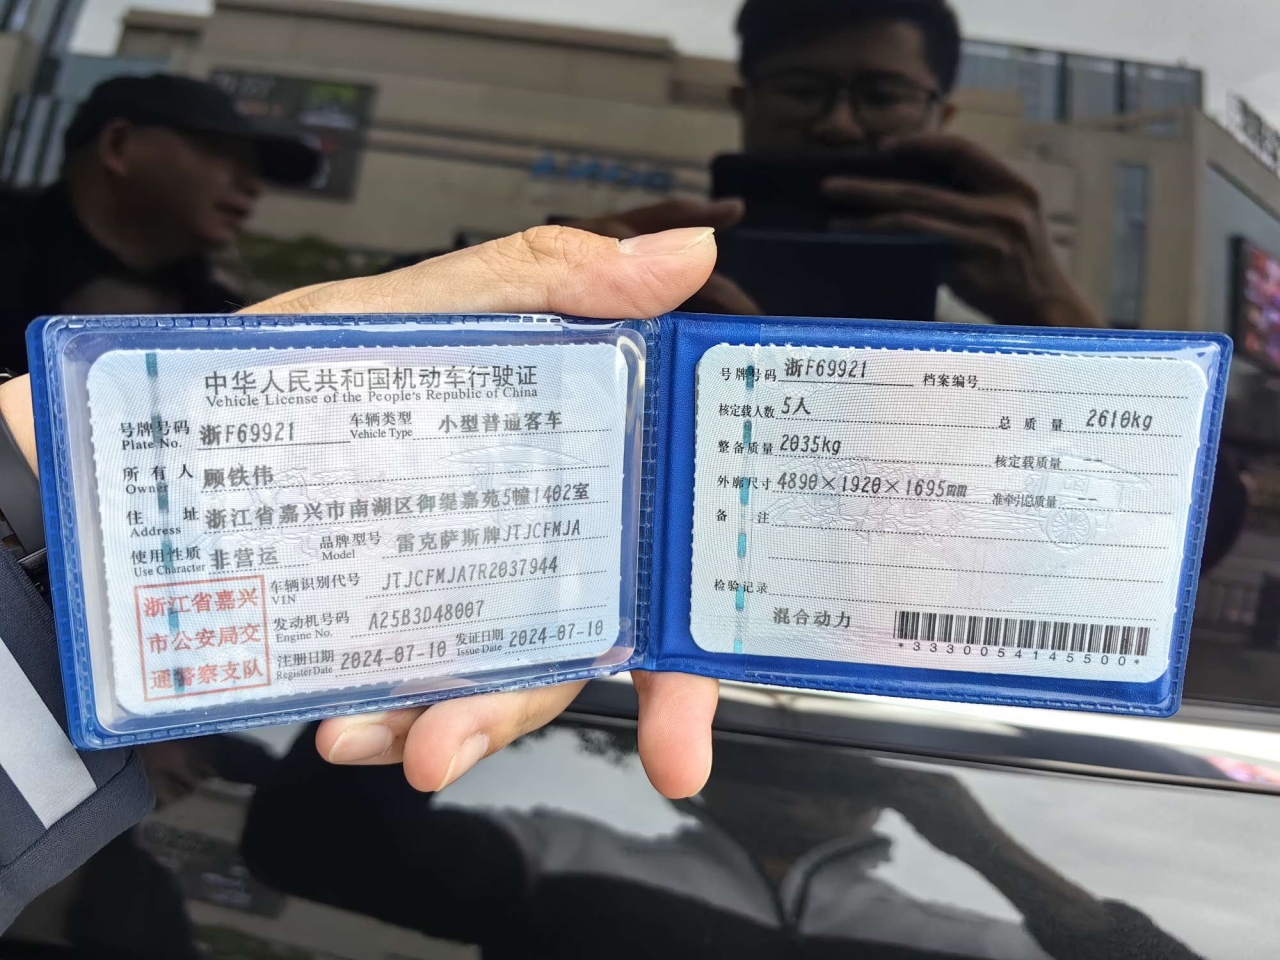 中华人民共和国机动车行驶证
Vehicle License of the People's Republic of China
号牌号码 浙F69921 车辆类型 小型普通客车
Plate No. Vehicle Type
所有人 顾铁伟
Owner
住址 浙江省嘉兴市南湖区御缇嘉苑5幢1402室
Address
使用性质 非营运 品牌型号 雷克萨斯牌JTJCFMJA
Use Character Model
浙江省嘉兴
市公安局交
通警察支队
车辆识别代号 JTJCFMJA7R2037944
VIN
发动机号码 A25B3D48007
Engine No.
注册日期 2024-07-10 发证日期 2024-07-10
Register Date Issue Date
号牌号码 浙F69921 档案编号
核定载人数 5人 总质量 2610kg
整备质量 2035kg 核定载质量 --
外廓尺寸 4890×1920×1695mm 准牵引总质量 --
备注
检验记录
混合动力
*3330054145500*